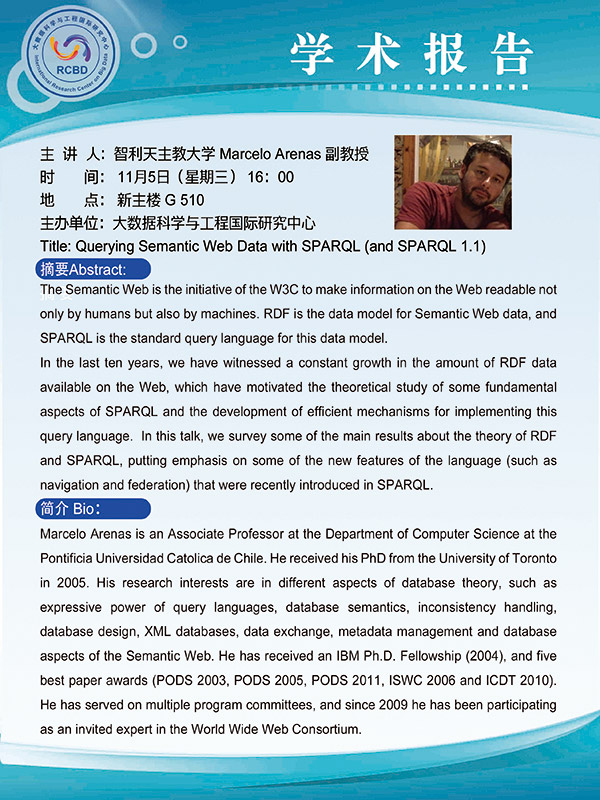 大数据科学与工程国际研究中心
RCBD
International Research Center on Big Data
学术报告
主 讲 人：智利天主教大学 Marcelo Arenas 副教授
时 间： 11月5日（星期三） 16：00
地 点： 新主楼 G 510
主办单位：大数据科学与工程国际研究中心
Title: Querying Semantic Web Data with SPARQL (and SPARQL 1.1)
摘要Abstract:
The Semantic Web is the initiative of the W3C to make information on the Web readable not
only by humans but also by machines. RDF is the data model for Semantic Web data, and
SPARQL is the standard query language for this data model.
In the last ten years, we have witnessed a constant growth in the amount of RDF data
available on the Web, which have motivated the theoretical study of some fundamental
aspects of SPARQL and the development of efficient mechanisms for implementing this
query language. In this talk, we survey some of the main results about the theory of RDF
and SPARQL, putting emphasis on some of the new features of the language (such as
navigation and federation) that were recently introduced in SPARQL.
简介 Bio：
Marcelo Arenas is an Associate Professor at the Department of Computer Science at the
Pontificia Universidad Catolica de Chile. He received his PhD from the University of Toronto
in 2005. His research interests are in different aspects of database theory, such as
expressive power of query languages, database semantics, inconsistency handling,
database design, XML databases, data exchange, metadata management and database
aspects of the Semantic Web. He has received an IBM Ph.D. Fellowship (2004), and five
best paper awards (PODS 2003, PODS 2005, PODS 2011, ISWC 2006 and ICDT 2010).
He has served on multiple program committees, and since 2009 he has been participating
as an invited expert in the World Wide Web Consortium.